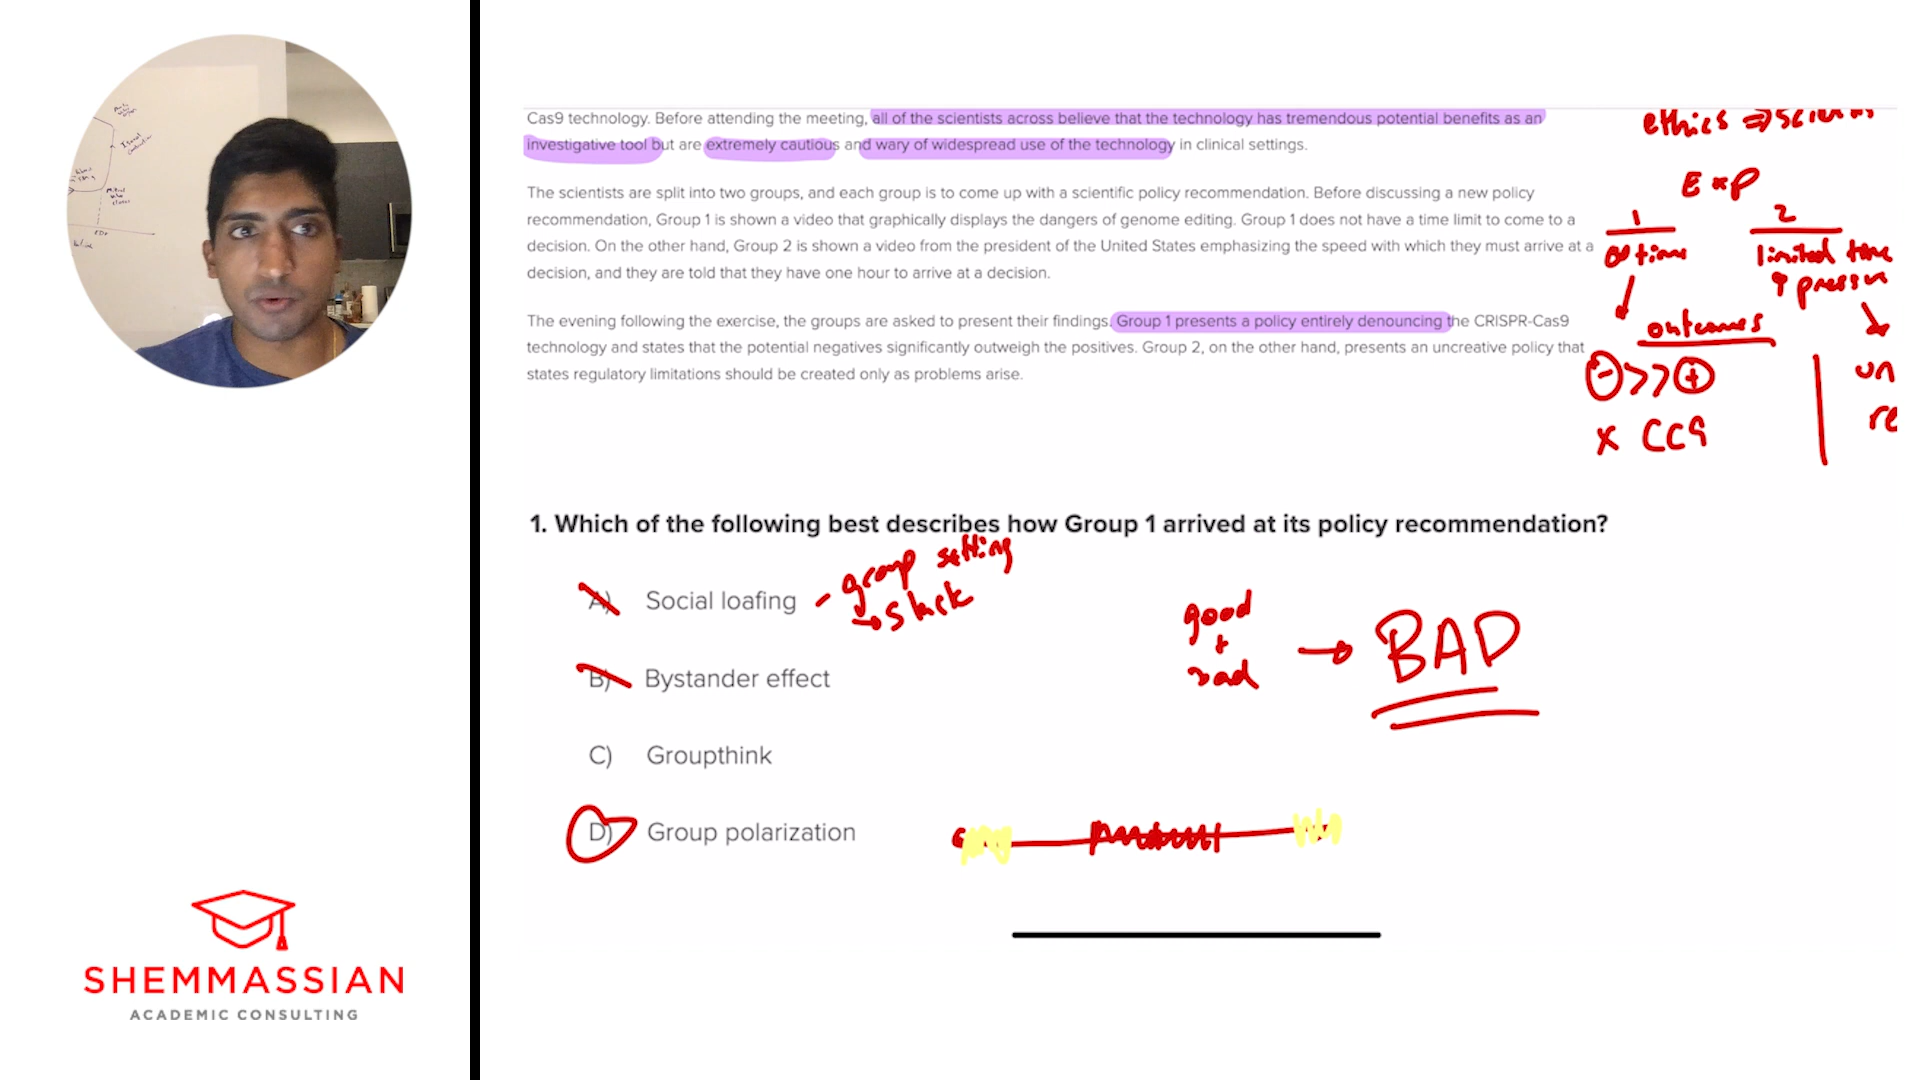 Cas9 technology. Before attending the meeting, all of the scientists across believe that the technology has tremendous potential benefits as an
investigative tool but are extremely cautious and wary of widespread use of the technology in clinical settings.
The scientists are split into two groups, and each group is to come up with a scientific policy recommendation. Before discussing a new policy
recommendation, Group 1 is shown a video that graphically displays the dangers of genome editing. Group 1 does not have a time limit to come to a
decision. On the other hand, Group 2 is shown a video from the president of the United States emphasizing the speed with which they must arrive at a
decision, and they are told that they have one hour to arrive at a decision.
The evening following the exercise, the groups are asked to present their findings. Group 1 presents a policy entirely denouncing the CRISPR-Cas9
technology and states that the potential negatives significantly outweigh the positives. Group 2, on the other hand, presents an uncreative policy that
states regulatory limitations should be created only as problems arise.
ethics ⇒
Exp
1 2
∞ time limited time
↑ pressure
outcomes
⊖>>⊕ un
x CC9 re
1. Which of the following best describes how Group 1 arrived at its policy recommendation?
A) Social loafing - group setting
→ slack
B) Bystander effect
good
+
bad → BAD
C) Groupthink
D) Group polarization
SHEMMASSIAN
ACADEMIC CONSULTING